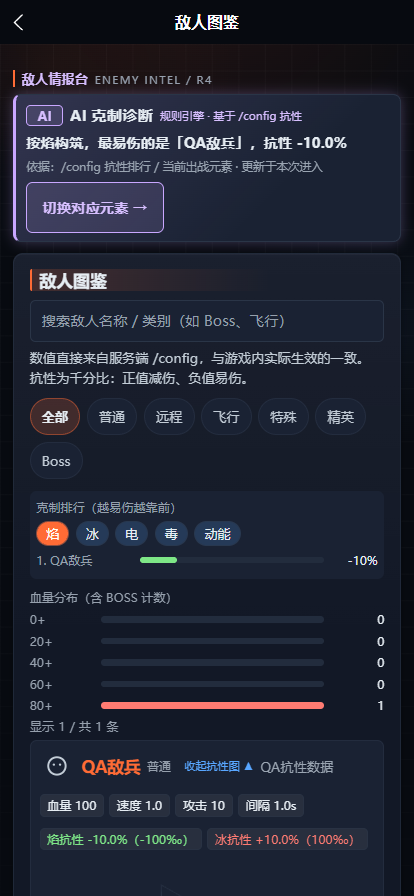 敌人图鉴
敌人情报台 ENEMY INTEL / R4
AI AI 克制诊断 规则引擎 · 基于 /config 抗性
按焰构筑，最易伤的是「QA敌兵」，抗性 -10.0%
依据：/config 抗性排行 / 当前出战元素 · 更新于本次进入
切换对应元素 →
敌人图鉴
搜索敌人名称 / 类别（如 Boss、飞行）
数值直接来自服务端 /config，与游戏内实际生效的一致。
抗性为千分比：正值减伤、负值易伤。
全部 普通 远程 飞行 特殊 精英
Boss
克制排行（越易伤越靠前）
焰 冰 电 毒 动能
1. QA敌兵 -10%
血量分布（含 BOSS 计数）
0+ 0
20+ 0
40+ 0
60+ 0
80+ 1
显示 1 / 共 1 条
QA敌兵 普通 收起抗性图 ▲ QA抗性数据
血量 100 速度 1.0 攻击 10 间隔 1.0s
焰抗性 -10.0%（-100‰） 冰抗性 +10.0%（100‰）